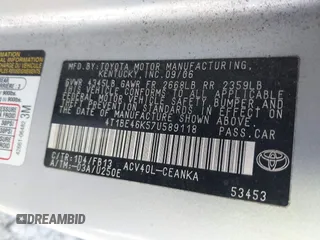 MFD. BY:TOYOTA MOTOR MANUFACTURING,
KENTUCKY,INC.09/06
GVWR 4345LB GAWR FR 2668LB RR 2359LB
THIS VEHICLE CONFORMS TO ALL APPLICABLE
FEDERAL MOTOR VEHICLE SAFETY, BUMPER, AND
THEFT PREVENTION STANDARDS IN EFFECT ON
THE DATE OF MANUFACTURE SHOWN ABOVE.
4T1BE46K57U589118 PASS.CAR
C/TR:1D4/FB13 ACV40L-CEANKA
A/TM:-03A/U250E
TOYOTA
53453
3M
© DREAMBID